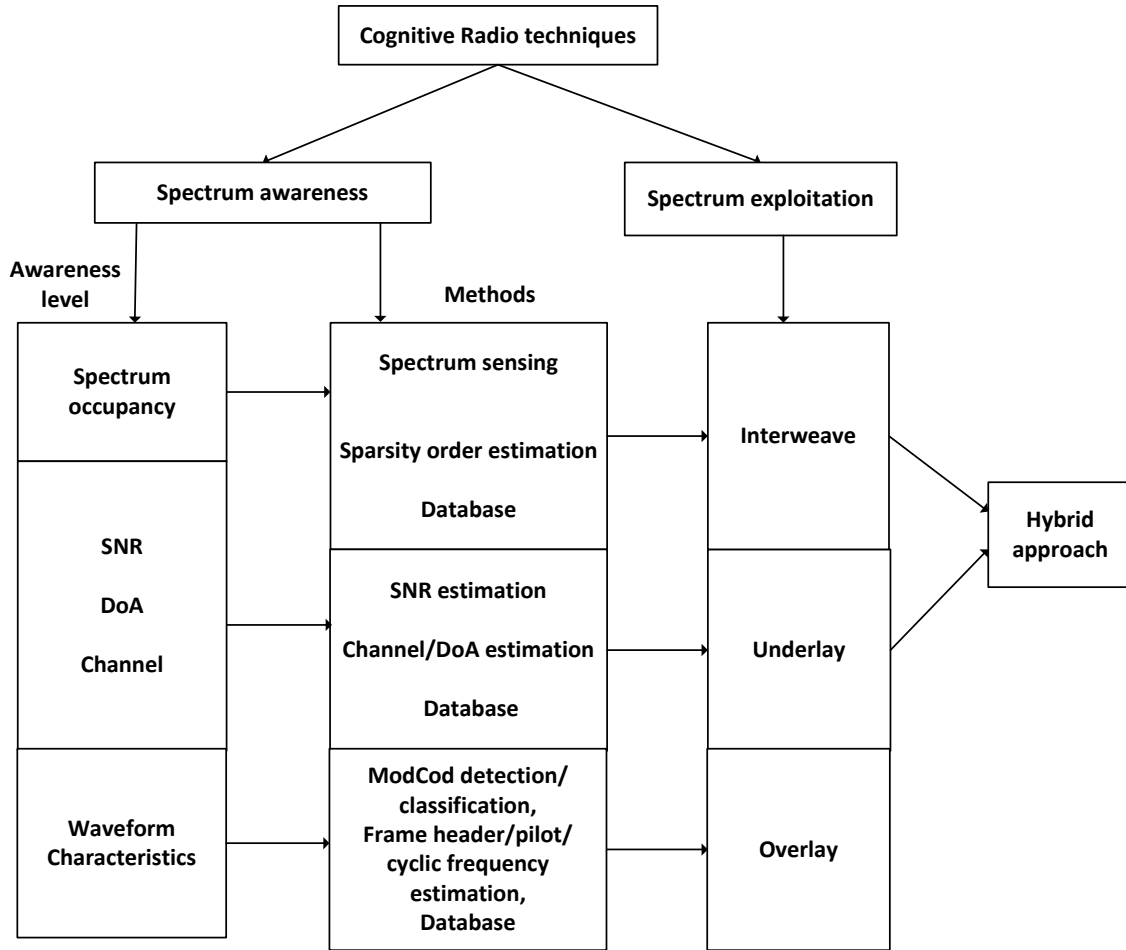 Cognitive Radio techniques
Spectrum awareness
Spectrum exploitation
Awareness
level
Methods
Spectrum
occupancy
Spectrum sensing
Sparsity order estimation
Database
Interweave
Hybrid
approach
SNR
DoA
Channel
SNR estimation
Channel/DoA estimation
Database
Underlay
Waveform
Characteristics
ModCod detection/
classification,
Frame header/pilot/
cyclic frequency
estimation,
Database
Overlay